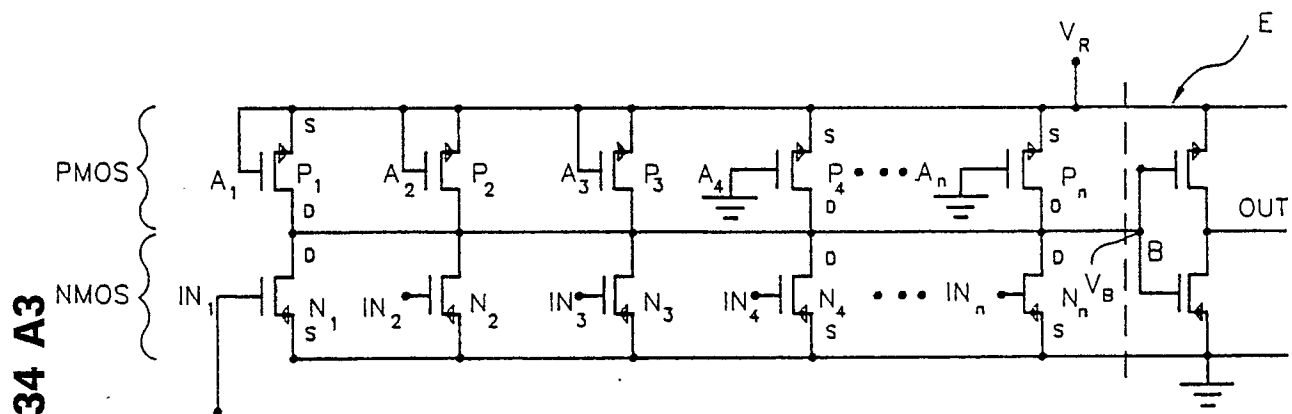 V_R
E
PMOS
A_1
S
P_1
D
A_2
P_2
A_3
P_3
A_4
S
P_4
D
A_n
S
P_n
D
OUT
B
V_B
NMOS
IN_1
D
N_1
S
IN_2
N_2
IN_3
N_3
IN_4
N_4
IN_n
D
N_n
S
34 A3